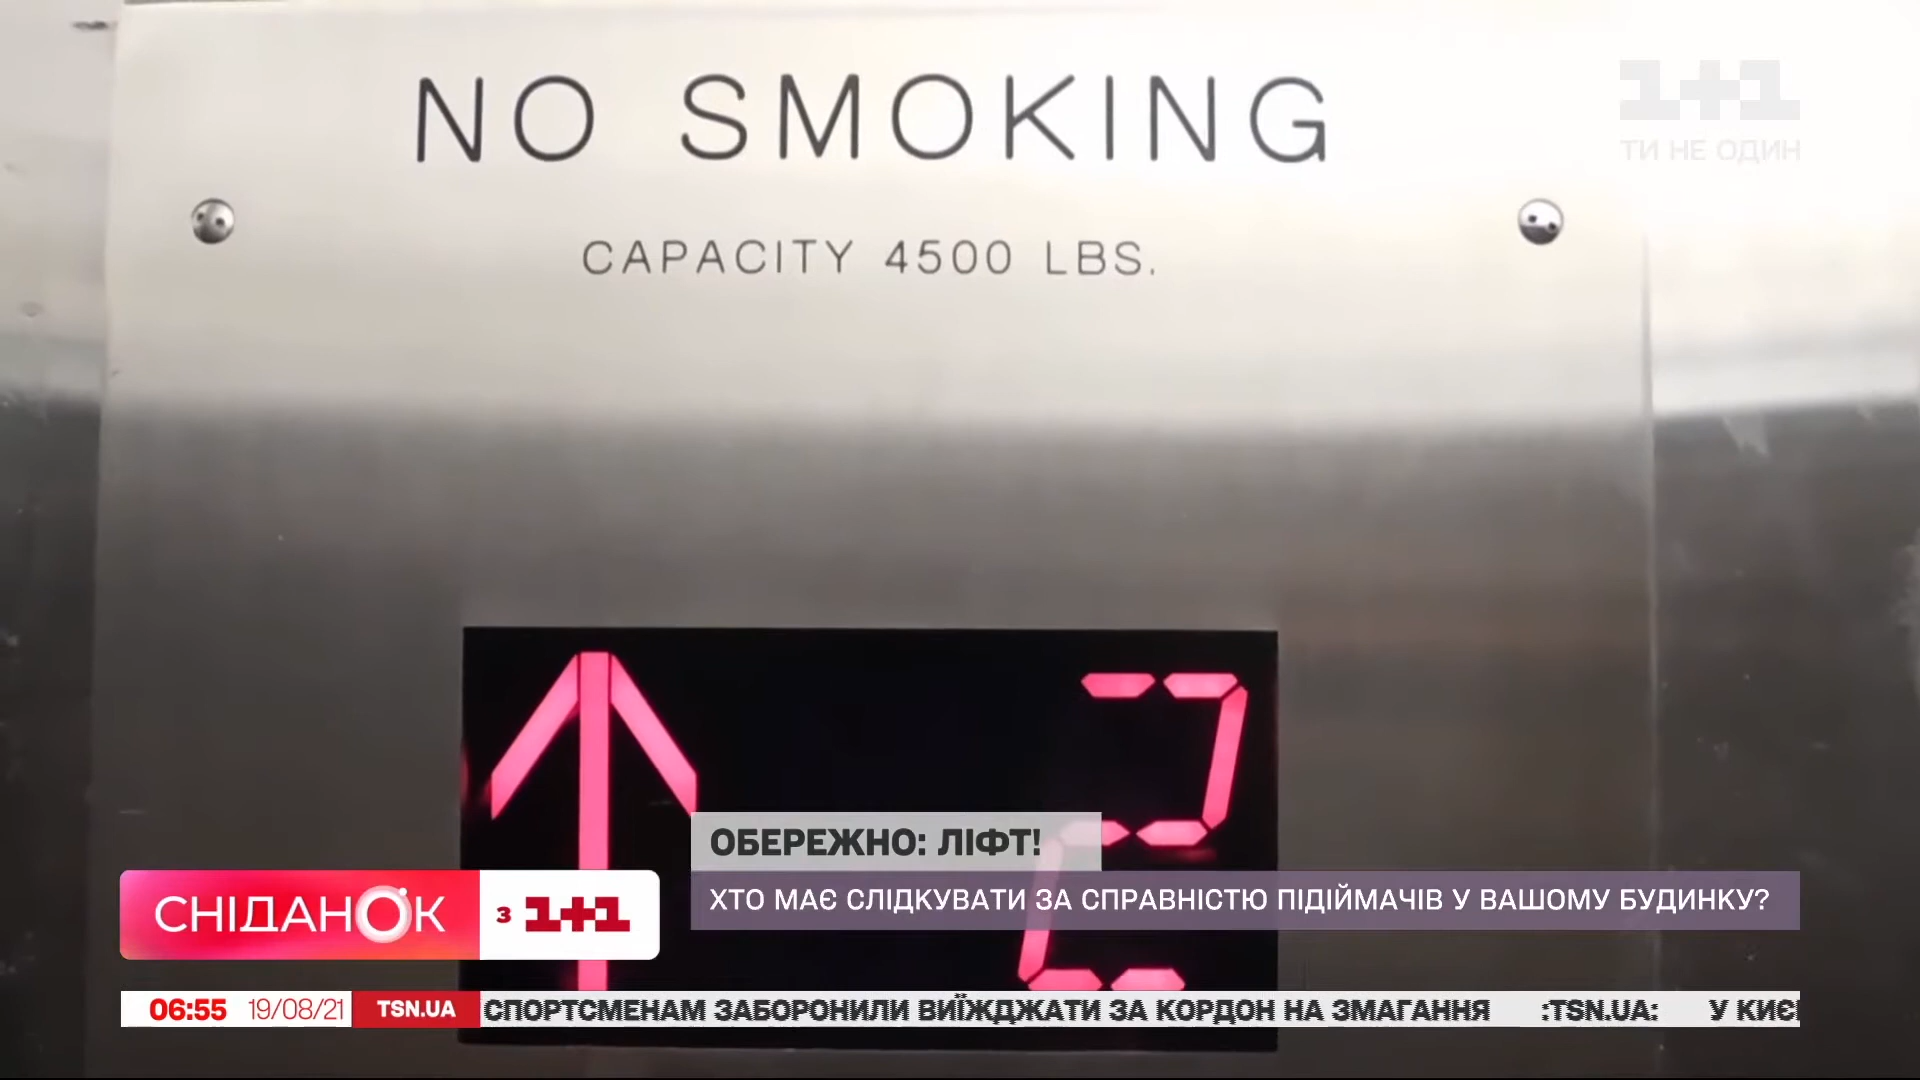 NO SMOKING
CAPACITY 4500 LBS.
1+1
ТИ НЕ ОДИН
2
ОБЕРЕЖНО: ЛІФТ!
ХТО МАЄ СЛІДКУВАТИ ЗА СПРАВНІСТЮ ПІДІЙМАЧІВ У ВАШОМУ БУДИНКУ?
СНІДАНОК З 1+1
06:55 19/08/21 TSN.UA СПОРТСМЕНАМ ЗАБОРОНИЛИ ВИЇЖДЖАТИ ЗА КОРДОН НА ЗМАГАННЯ :TSN.UA: У КИЄ